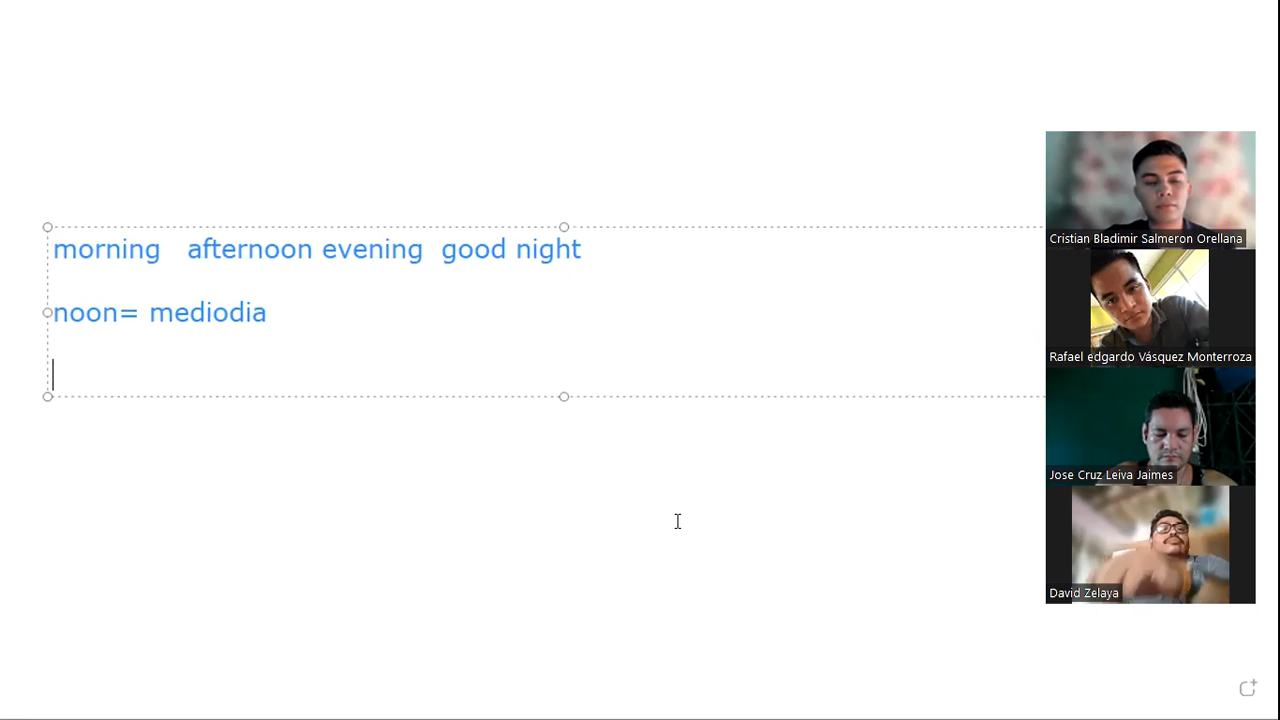 morning   afternoon evening  good night
noon= mediodia
Cristian Bladimir Salmeron Orellana
Rafael edgardo Vásquez Monterroza
Jose Cruz Leiva Jaimes
David Zelaya